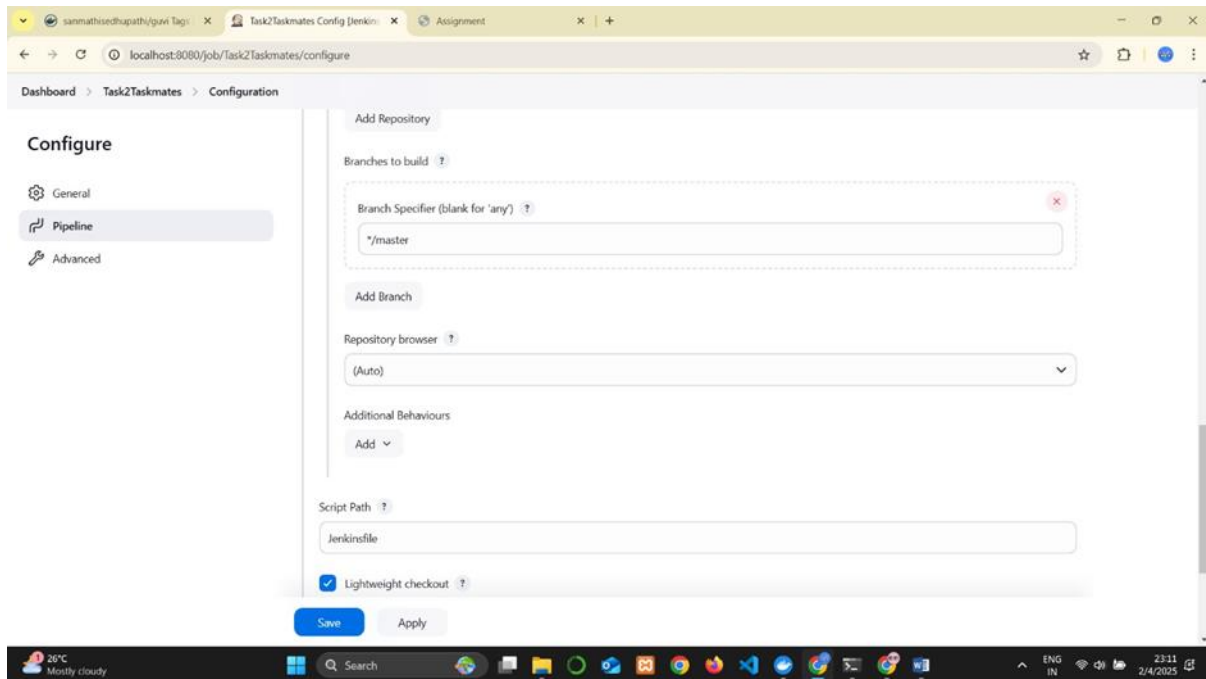 sanmathisedhupathi/guvi Tags
Task2Taskmates Config [Jenkins
Assignment
localhost:8080/job/Task2Taskmates/configure
Dashboard > Task2Taskmates > Configuration
Configure
General
Pipeline
Advanced
Add Repository
Branches to build ?
Branch Specifier (blank for 'any') ?
*/master
Add Branch
Repository browser ?
(Auto)
Additional Behaviours
Add
Script Path ?
Jenkinsfile
Lightweight checkout ?
Save
Apply
1
26°C
Mostly cloudy
Search
ENG
IN
23:11
2/4/2025